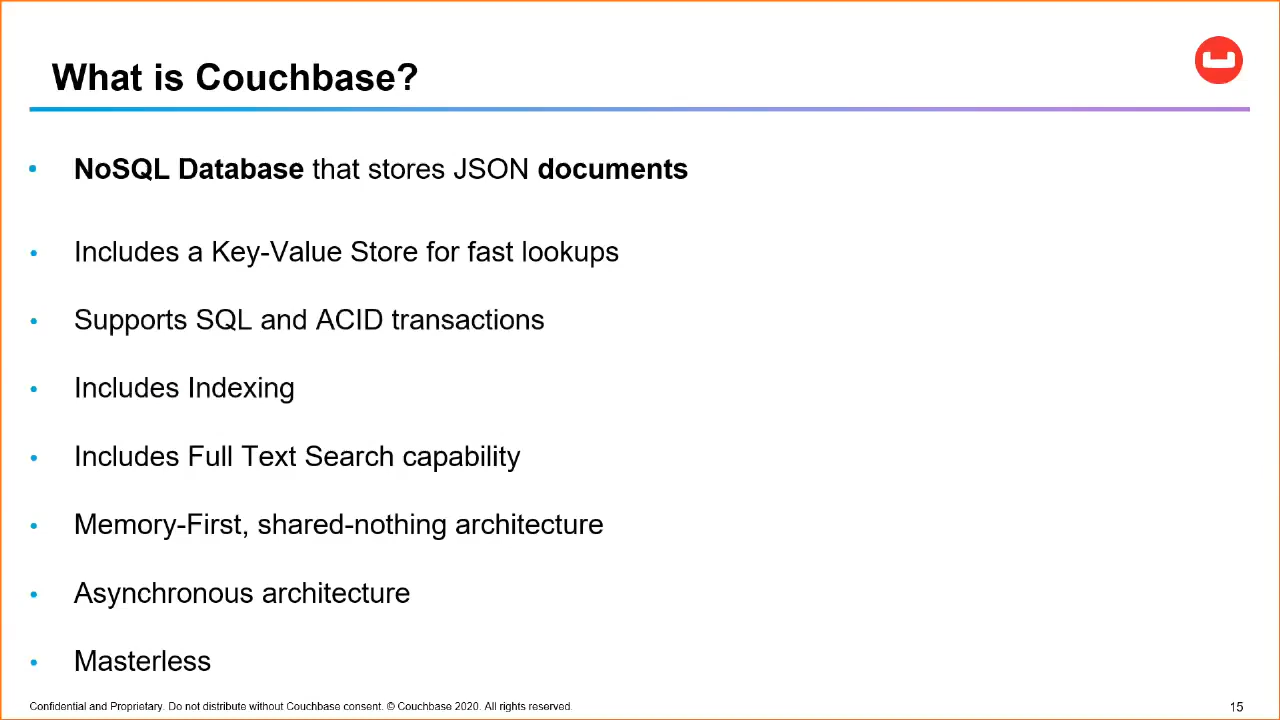 What is Couchbase?
• NoSQL Database that stores JSON documents
• Includes a Key-Value Store for fast lookups
• Supports SQL and ACID transactions
• Includes Indexing
• Includes Full Text Search capability
• Memory-First, shared-nothing architecture
• Asynchronous architecture
• Masterless
Confidential and Proprietary. Do not distribute without Couchbase consent. © Couchbase 2020. All rights reserved.
15